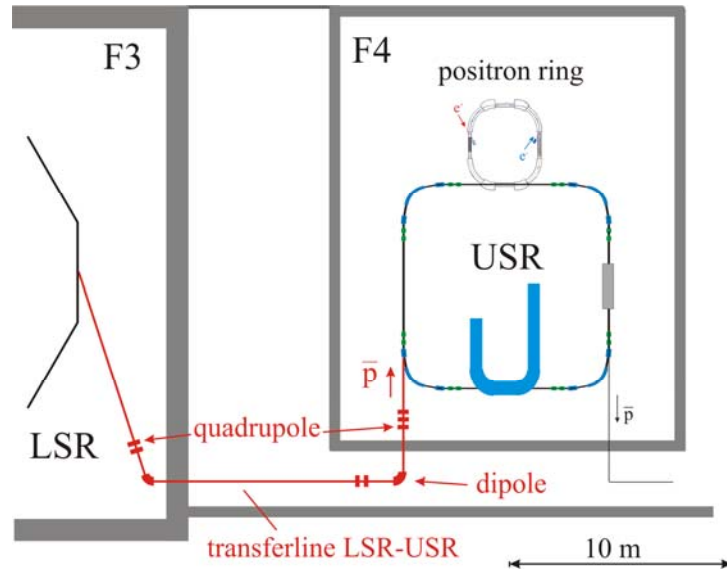 F3
F4
positron ring
e⁻
e⁻
USR
p̅
p̅
quadrupole
LSR
dipole
transferline LSR-USR
10 m